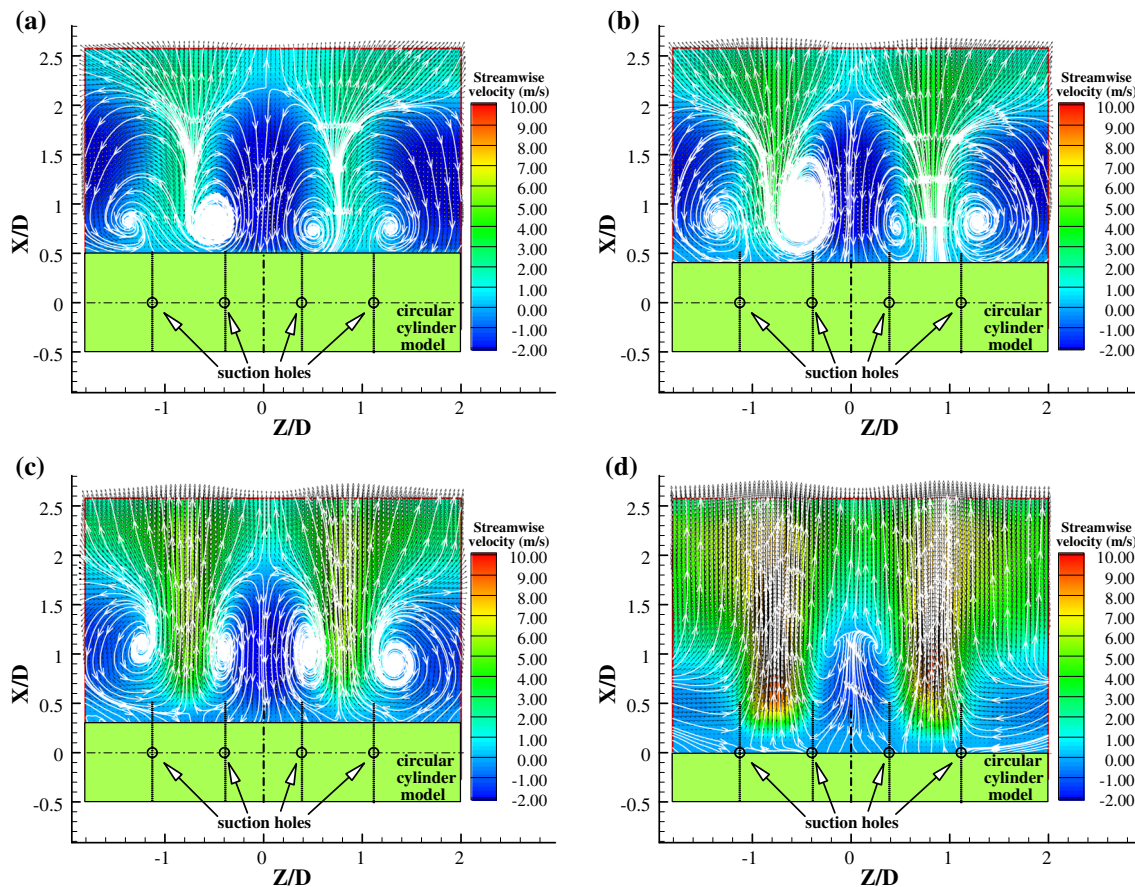 (a)
2.5
2
1.5
1
0.5
0
-0.5
X/D
-1
0
1
2
Z/D
Streamwise
velocity (m/s)
10.00
9.00
8.00
7.00
6.00
5.00
4.00
3.00
2.00
1.00
0.00
-1.00
-2.00
circular
cylinder
model
suction holes
(b)
2.5
2
1.5
1
0.5
0
-0.5
X/D
-1
0
1
2
Z/D
Streamwise
velocity (m/s)
10.00
9.00
8.00
7.00
6.00
5.00
4.00
3.00
2.00
1.00
0.00
-1.00
-2.00
circular
cylinder
model
suction holes
(c)
2.5
2
1.5
1
0.5
0
-0.5
X/D
-1
0
1
2
Z/D
Streamwise
velocity (m/s)
10.00
9.00
8.00
7.00
6.00
5.00
4.00
3.00
2.00
1.00
0.00
-1.00
-2.00
circular
cylinder
model
suction holes
(d)
2.5
2
1.5
1
0.5
0
-0.5
X/D
-1
0
1
2
Z/D
Streamwise
velocity (m/s)
10.00
9.00
8.00
7.00
6.00
5.00
4.00
3.00
2.00
1.00
0.00
-1.00
-2.00
circular
cylinder
model
suction holes